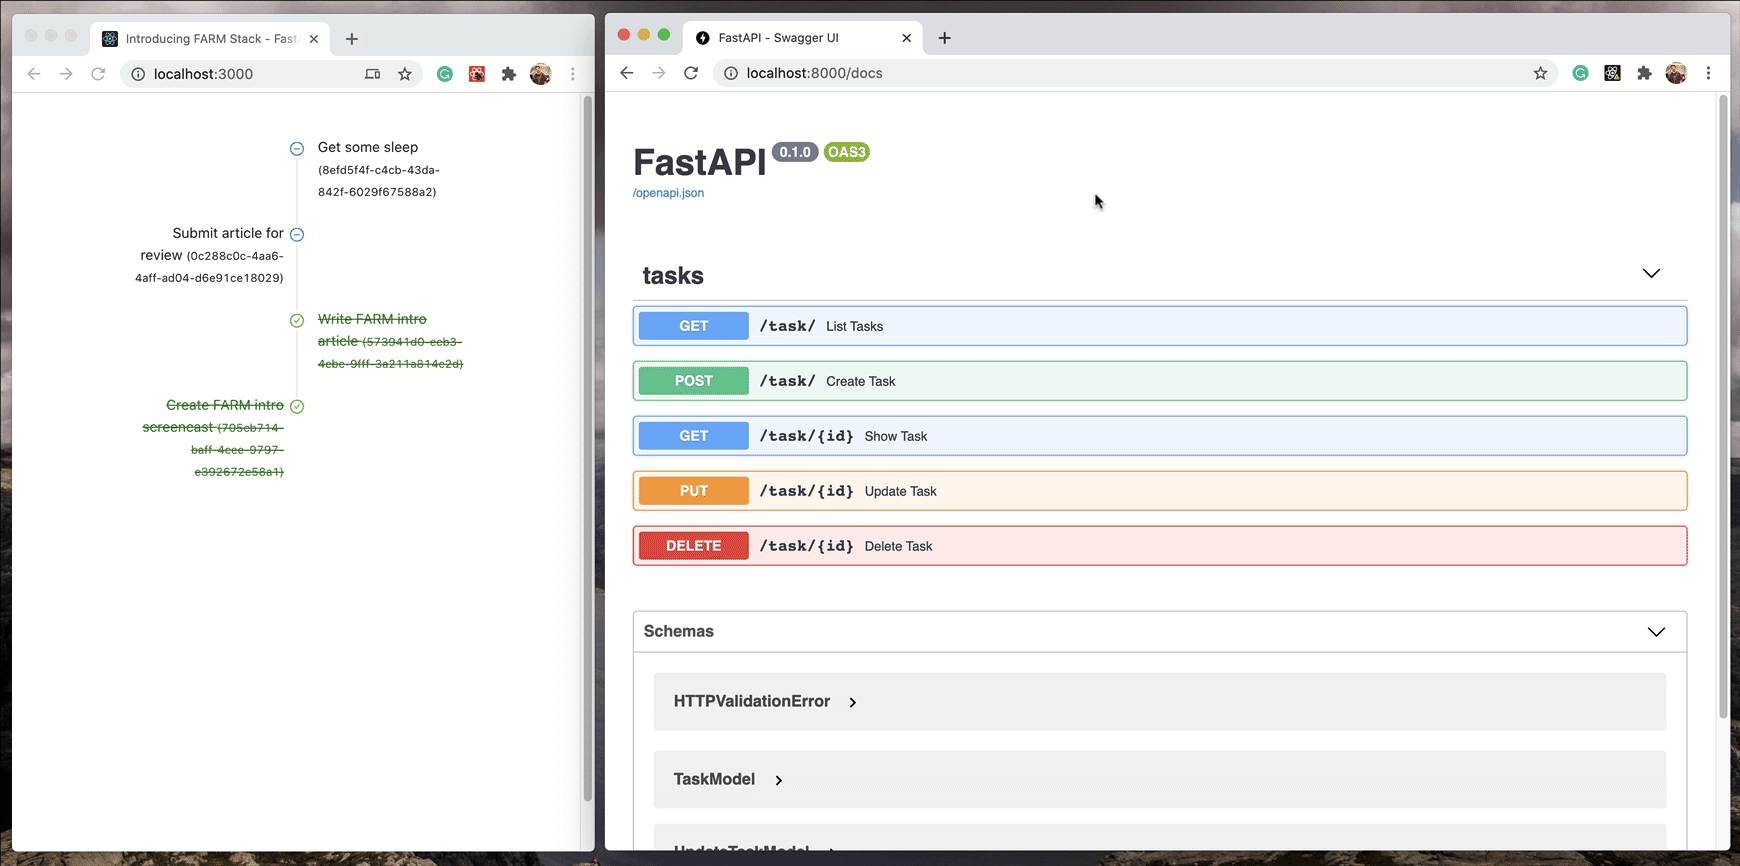 Introducing FARM Stack - Fast
localhost:3000
Get some sleep
(8efd5f4f-c4cb-43da-
842f-6029f67588a2)
Submit article for
review (0c288c0c-4aa6-
4aff-ad04-d6e91ce18029)
Write FARM intro
article (573941d0-ecb3-
4cbc-9fff-3a211a814c2d)
Create FARM intro
screencast (705cb714-
baff-4cee-9797-
e392672e58a1)
FastAPI - Swagger UI
localhost:8000/docs
FastAPI 0.1.0 OAS3
/openapi.json
tasks
GET /task/ List Tasks
POST /task/ Create Task
GET /task/{id} Show Task
PUT /task/{id} Update Task
DELETE /task/{id} Delete Task
Schemas
HTTPValidationError
TaskModel
UpdateTaskModel